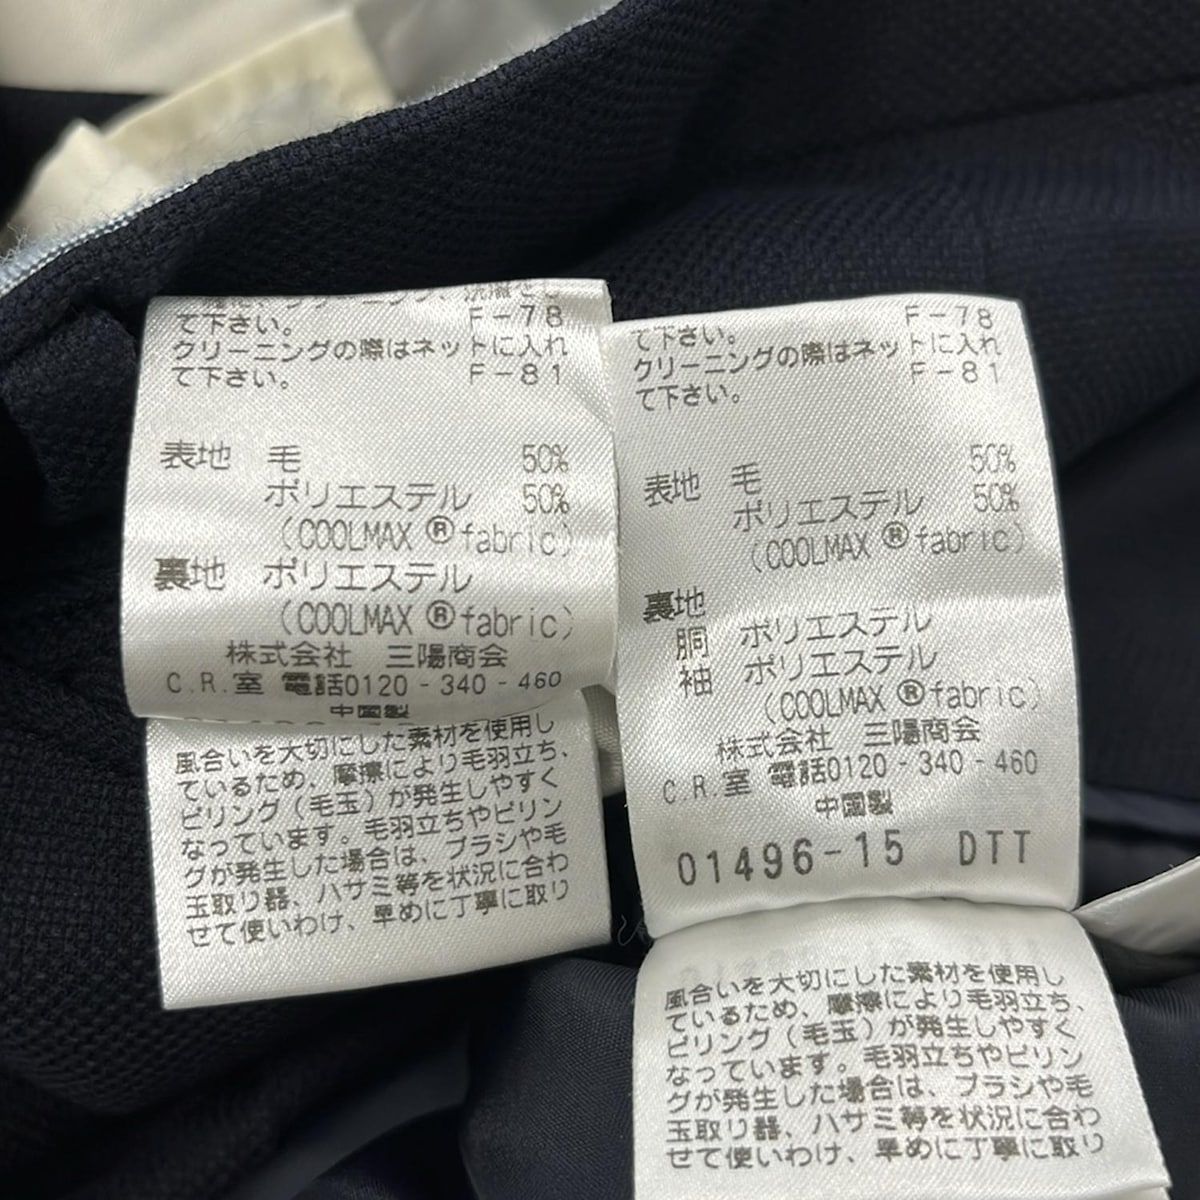 て下さい。 F-78
クリーニングの際はネットに入れ
て下さい。 F-81
表地 毛 50%
ポリエステル 50%
(COOLMAX®fabric)
裏地 ポリエステル
(COOLMAX®fabric)
株式会社 三陽商会
C.R.室 電話0120-340-460
中国製
風合いを大切にした素材を使用し
ているため、摩擦により毛羽立ち、
ピリング(毛玉)が発生しやすく
なっています。毛羽立ちやピリン
グが発生した場合は、ブラシや毛
玉取り器、ハサミ等を状況に合わ
せて使いわけ、早めに丁寧に取り
て下さい。 F-78
クリーニングの際はネットに入れ
て下さい。 F-81
表地 毛 50%
ポリエステル 50%
(COOLMAX®fabric)
裏地
胴 ポリエステル
袖 ポリエステル
(COOLMAX®fabric)
株式会社 三陽商会
C.R.室 電話0120-340-460
中国製
01496-15 DTT
風合いを大切にした素材を使用し
ているため、摩擦により毛羽立ち、
ピリング(毛玉)が発生しやすく
なっています。毛羽立ちやピリン
グが発生した場合は、ブラシや毛
玉取り器、ハサミ等を状況に合わ
せて使いわけ、早めに丁寧に取り